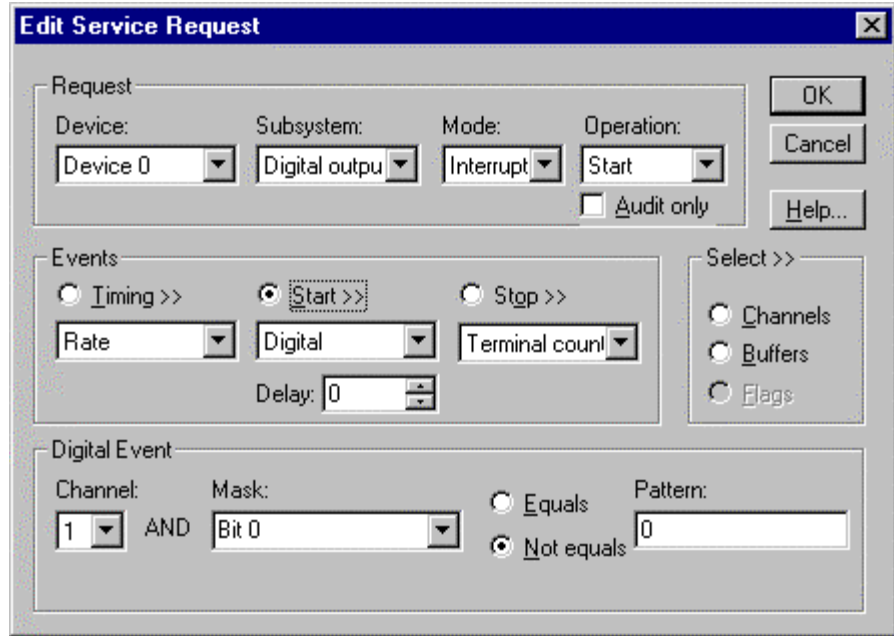 Edit Service Request
Request
OK
Device: Subsystem: Mode: Operation:
Cancel
Device 0 Digital outpu Interrupt Start
Audit only
Help...
Events
Select >>
Timing >> Start >> Stop >>
Channels
Rate Digital Terminal count
Buffers
Delay: 0
Flags
Digital Event
Channel: Mask: Pattern:
Equals
1 AND Bit 0 0
Not equals